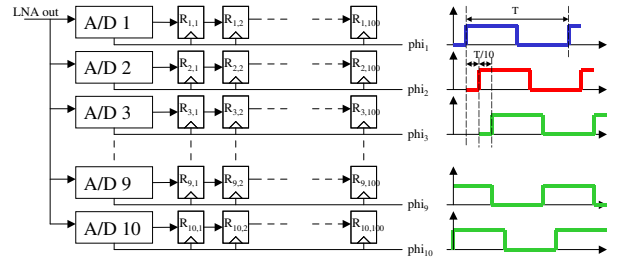 LNA out
A/D 1 R1,1 R1,2 R1,100 phi1 T
A/D 2 R2,1 R2,2 R2,100 phi2 T/10
A/D 3 R3,1 R3,2 R3,100 phi3
A/D 9 R9,1 R9,2 R9,100 phi9
A/D 10 R10,1 R10,2 R10,100 phi10